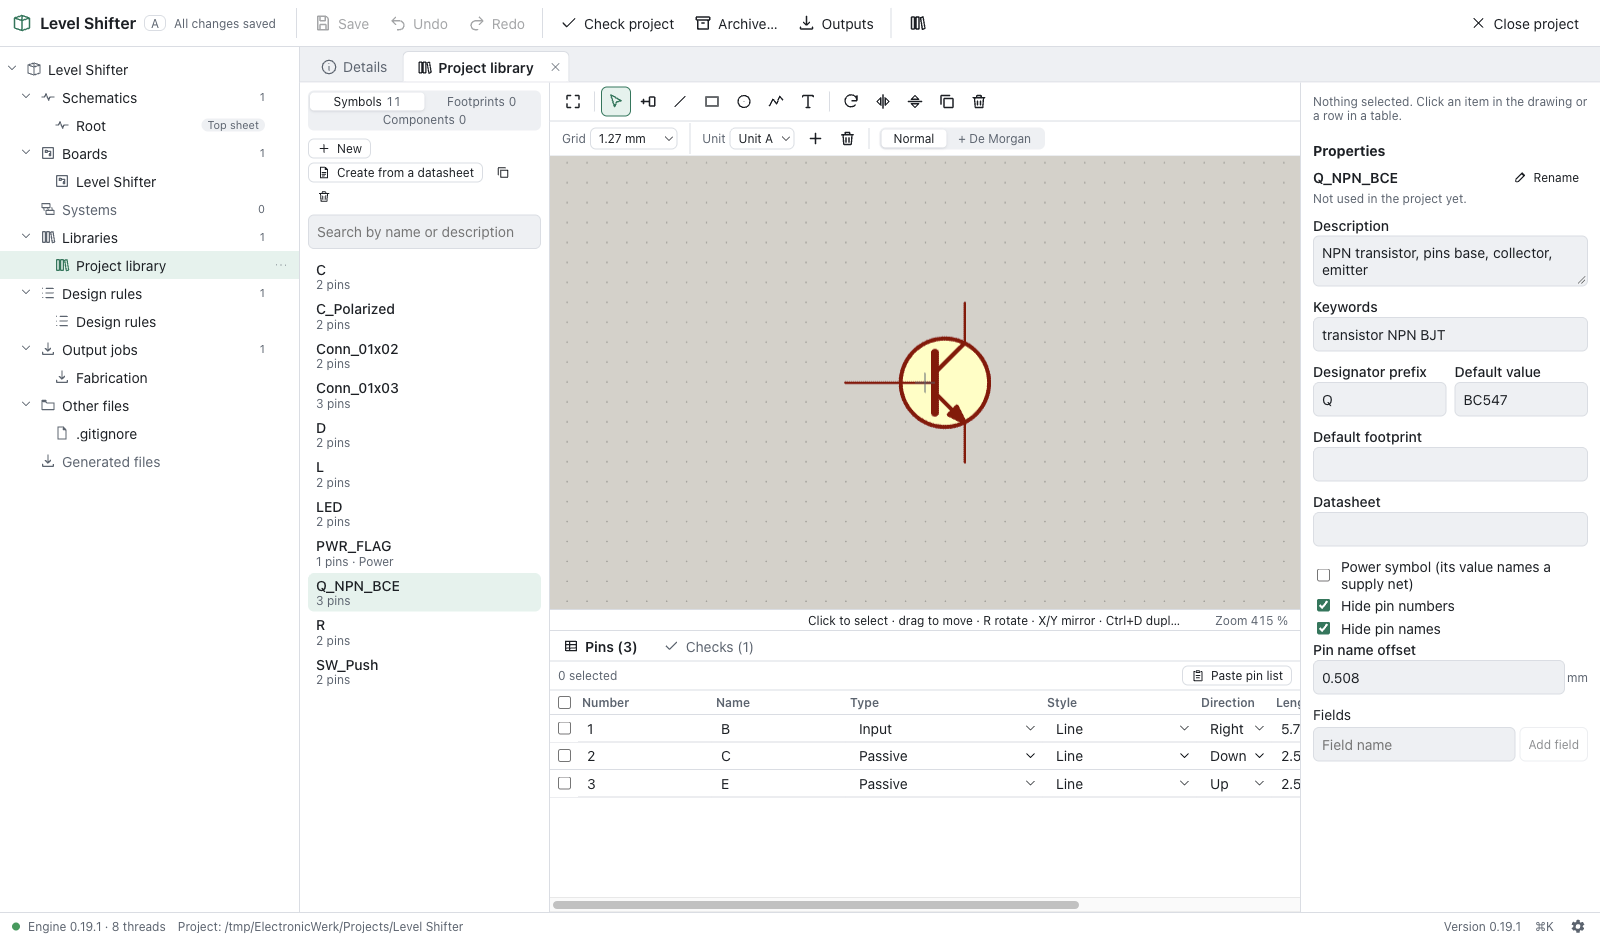 Level Shifter A All changes saved Save Undo Redo Check project Archive... Outputs Close project
Level Shifter
Schematics 1
Root Top sheet
Boards 1
Level Shifter
Systems 0
Libraries 1
Project library ...
Design rules 1
Design rules
Output jobs 1
Fabrication
Other files
.gitignore
Generated files
Details Project library
Symbols 11 Footprints 0
Components 0
New
Create from a datasheet
Search by name or description
C
2 pins
C_Polarized
2 pins
Conn_01x02
2 pins
Conn_01x03
3 pins
D
2 pins
L
2 pins
LED
2 pins
PWR_FLAG
1 pins · Power
Q_NPN_BCE
3 pins
R
2 pins
SW_Push
2 pins
Grid 1.27 mm Unit Unit A Normal + De Morgan
Click to select · drag to move · R rotate · X/Y mirror · Ctrl+D dupl... Zoom 415 %
Pins (3) Checks (1)
0 selected Paste pin list
Number Name Type Style Direction Leng
1 B Input Line Right 5.7
2 C Passive Line Down 2.5
3 E Passive Line Up 2.5
Nothing selected. Click an item in the drawing or
a row in a table.
Properties
Q_NPN_BCE Rename
Not used in the project yet.
Description
NPN transistor, pins base, collector,
emitter
Keywords
transistor NPN BJT
Designator prefix Default value
Q BC547
Default footprint
Datasheet
Power symbol (its value names a
supply net)
Hide pin numbers
Hide pin names
Pin name offset
0.508 mm
Fields
Field name Add field
Engine 0.19.1 · 8 threads Project: /tmp/ElectronicWerk/Projects/Level Shifter Version 0.19.1 ⌘K